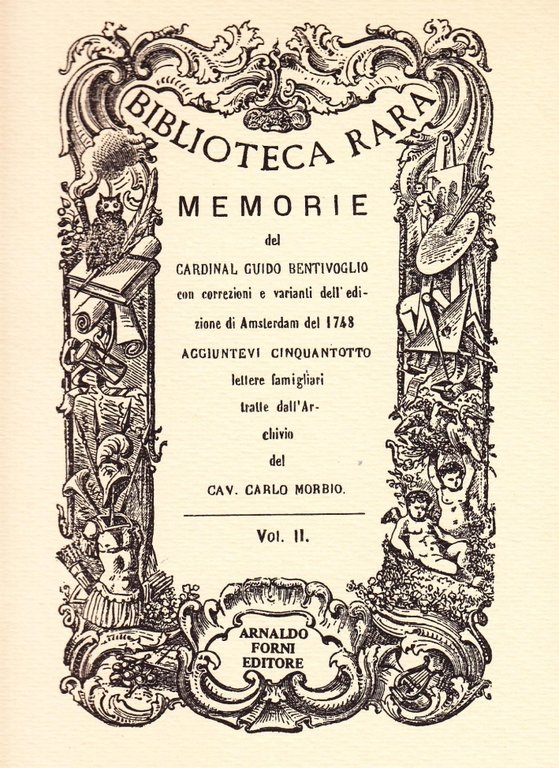 BIBLIOTECA RARA
MEMORIE
del
CARDINAL GUIDO BENTIVOGLIO
con correzioni e varianti dell'edi-
zione di Amsterdam del 1748
AGGIUNTEVI CINQUANTOTTO
lettere famigliari
tratte dall'Ar-
chivio
del
CAV. CARLO MORBIO.
Vol. II.
ARNALDO
FORNI
EDITORE